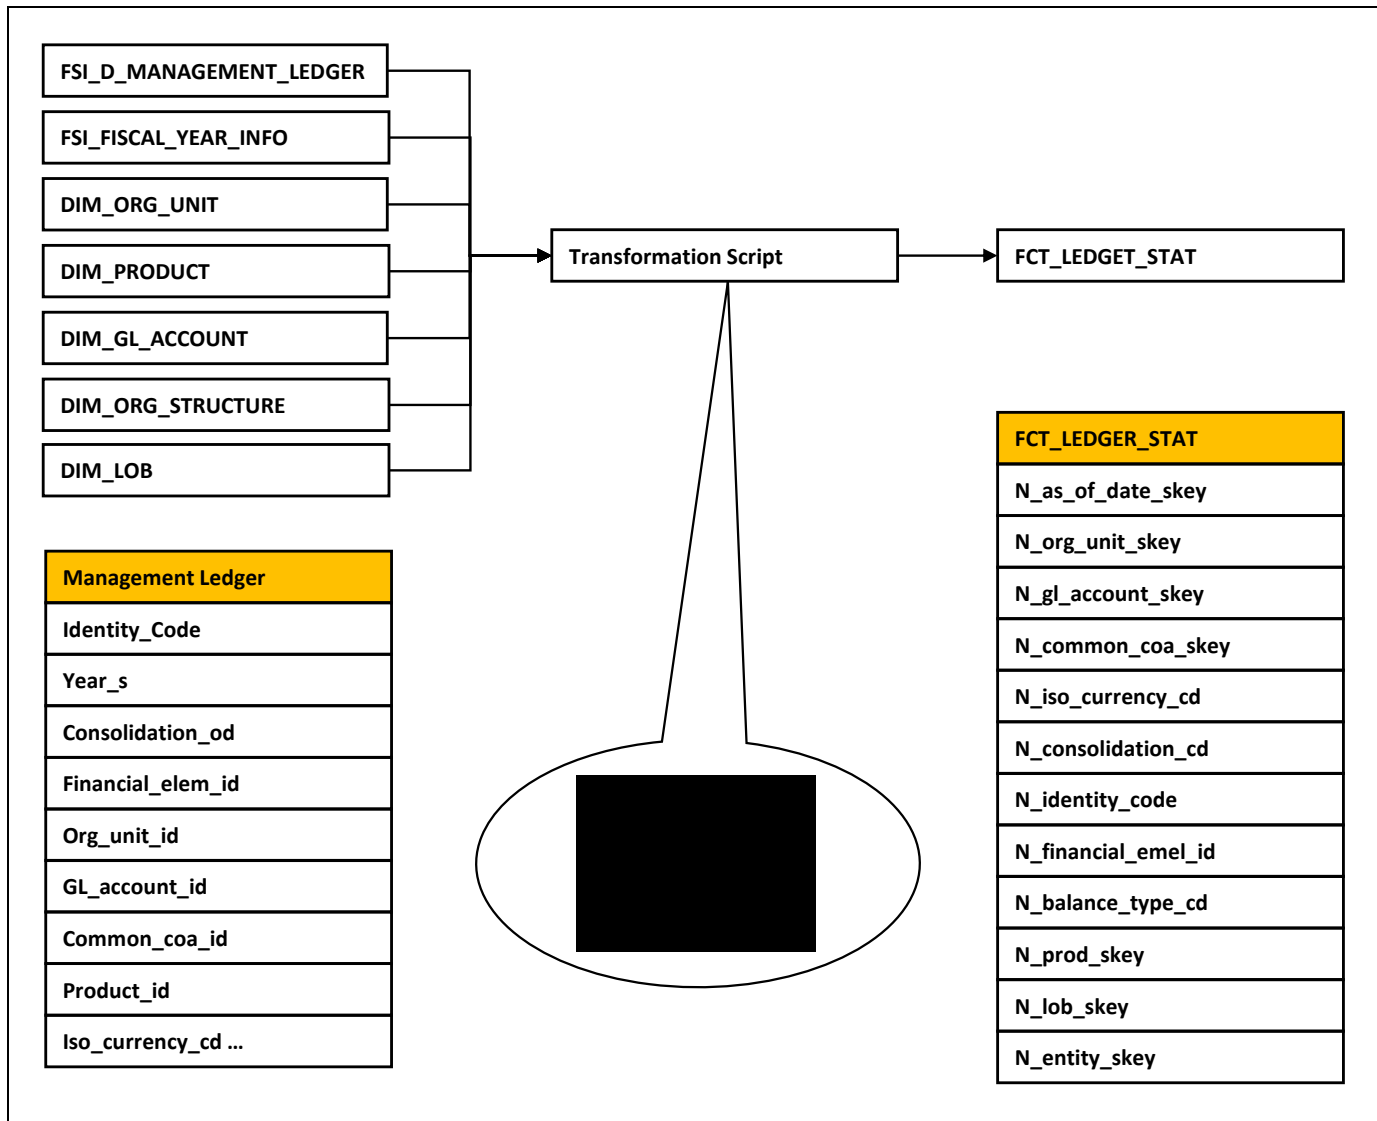 FSI_D_MANAGEMENT_LEDGER
FSI_FISCAL_YEAR_INFO
DIM_ORG_UNIT
DIM_PRODUCT
DIM_GL_ACCOUNT
DIM_ORG_STRUCTURE
DIM_LOB
Transformation Script
FCT_LEDGET_STAT
Management Ledger
Identity_Code
Year_s
Consolidation_od
Financial_elem_id
Org_unit_id
GL_account_id
Common_coa_id
Product_id
Iso_currency_cd ...
FCT_LEDGER_STAT
N_as_of_date_skey
N_org_unit_skey
N_gl_account_skey
N_common_coa_skey
N_iso_currency_cd
N_consolidation_cd
N_identity_code
N_financial_emel_id
N_balance_type_cd
N_prod_skey
N_lob_skey
N_entity_skey